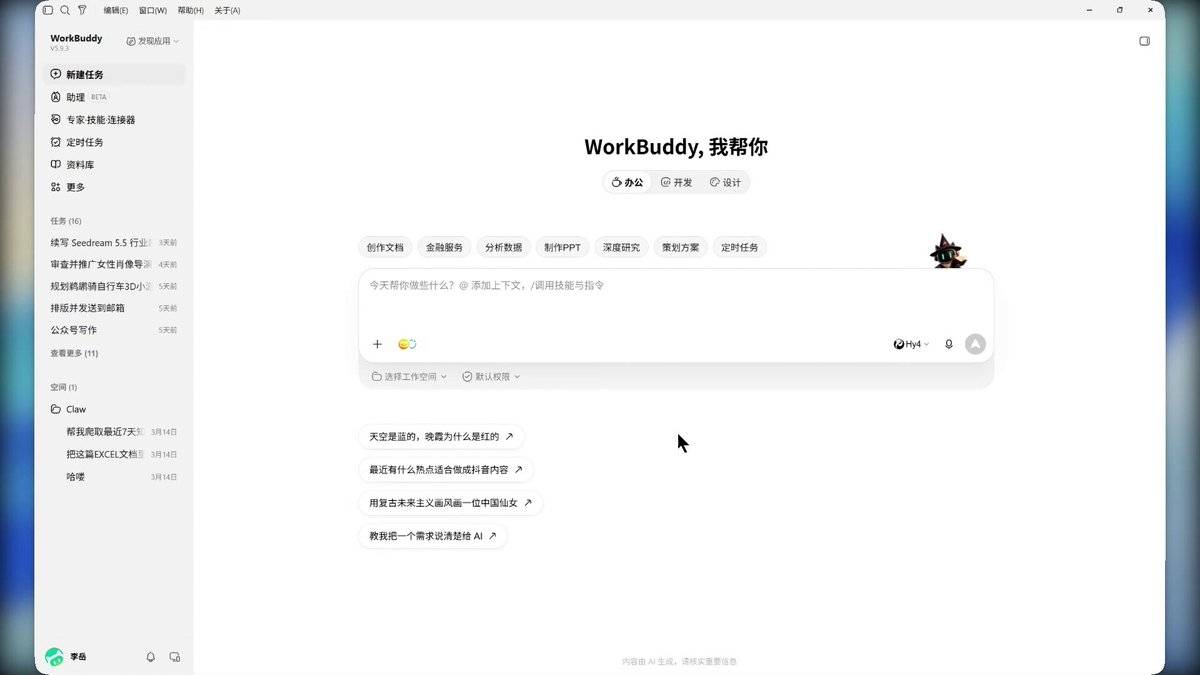 编辑(E) 窗口(W) 帮助(H) 关于(A)
WorkBuddy
V5.9.3
发现应用
新建任务
助理 BETA
专家·技能·连接器
定时任务
资料库
更多
任务 (16)
续写 Seedream 5.5 行业 3天前
审查并推广女性肖像导演 4天前
规划鹈鹕骑自行车3D小游 5天前
排版并发送到邮箱 5天前
公众号写作 5天前
查看更多 (11)
空间 (1)
Claw
帮我爬取最近7天知 3月14日
把这篇EXCEL文档 3月14日
哈喽 3月14日
李岳
WorkBuddy, 我帮你
办公 开发 设计
创作文档 金融服务 分析数据 制作PPT 深度研究 策划方案 定时任务
今天帮你做些什么? @ 添加上下文, /调用技能与指令
Hy4
选择工作空间 默认权限
天空是蓝的，晚霞为什么是红的
最近有什么热点适合做成抖音内容
用复古未来主义画风画一位中国仙女
教我把一个需求说清楚给 AI
内容由 AI 生成，请核实重要信息